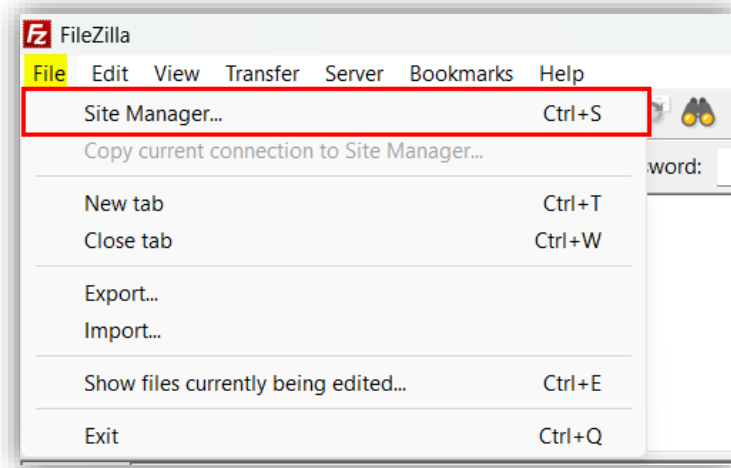 FileZilla
File Edit View Transfer Server Bookmarks Help
Site Manager... Ctrl+S
Copy current connection to Site Manager...
word:
New tab Ctrl+T
Close tab Ctrl+W
Export...
Import...
Show files currently being edited... Ctrl+E
Exit Ctrl+Q